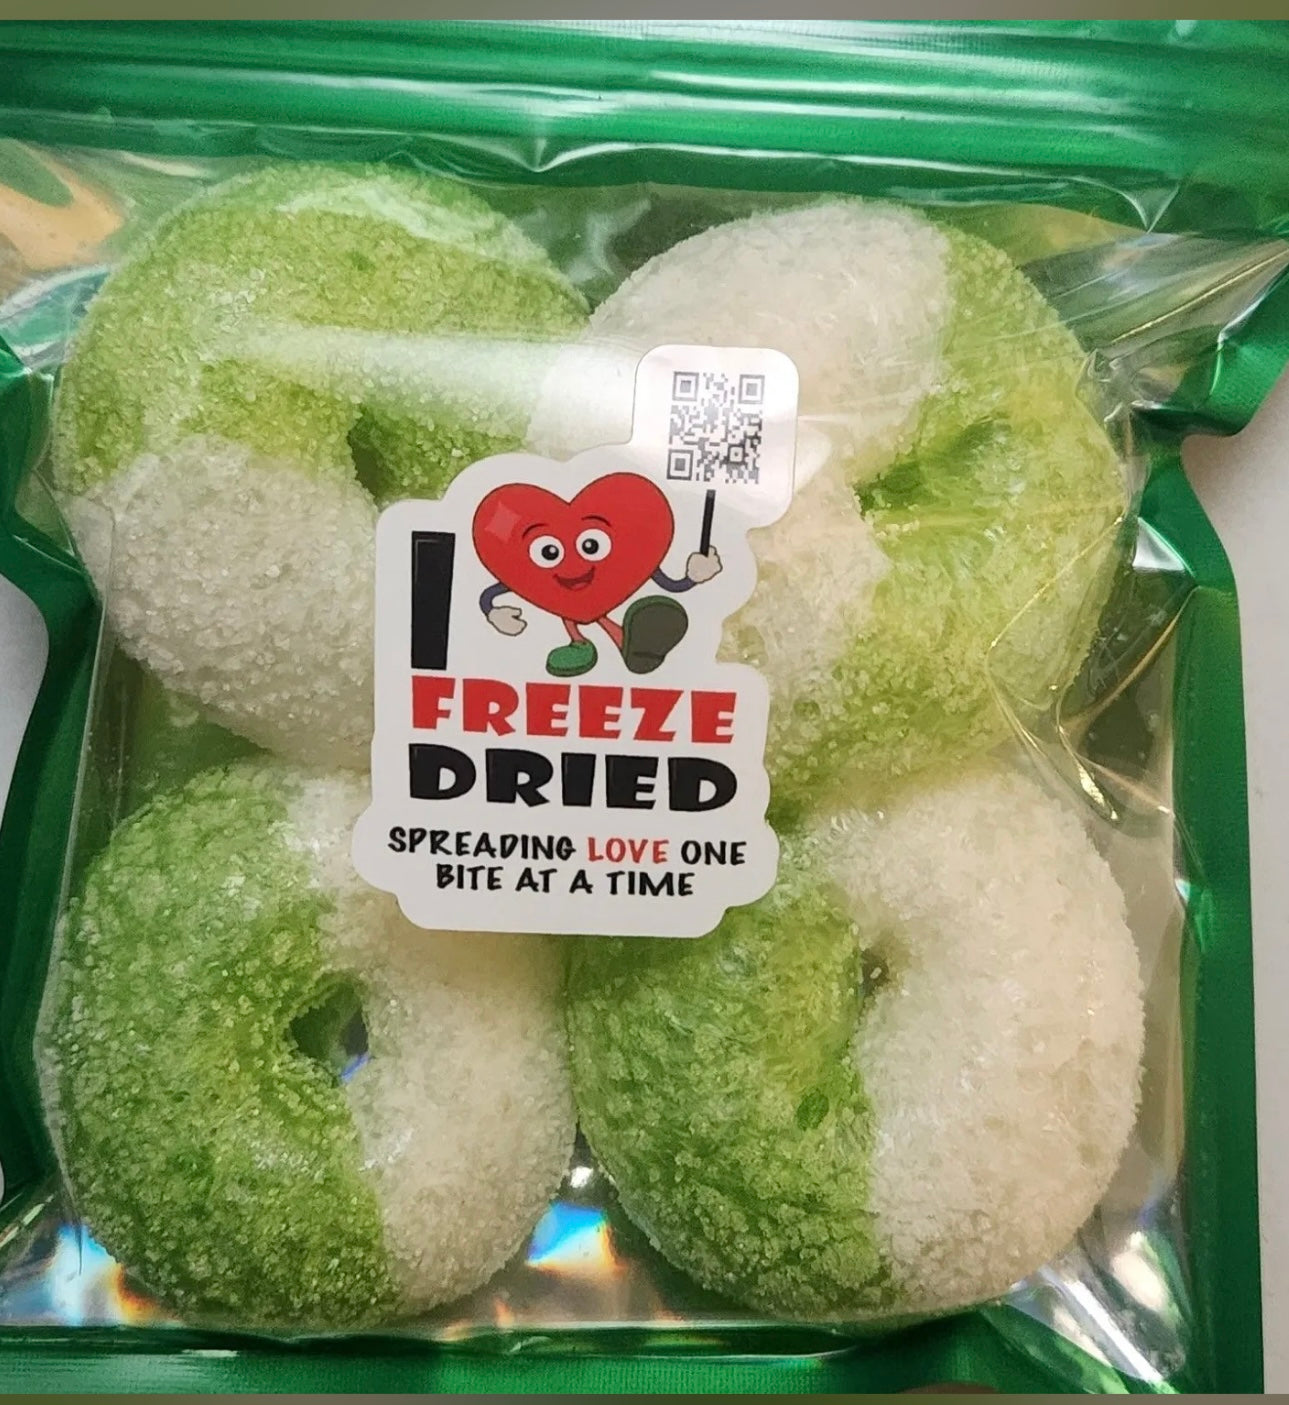 I
FREEZE
DRIED
SPREADING LOVE ONE
BITE AT A TIME